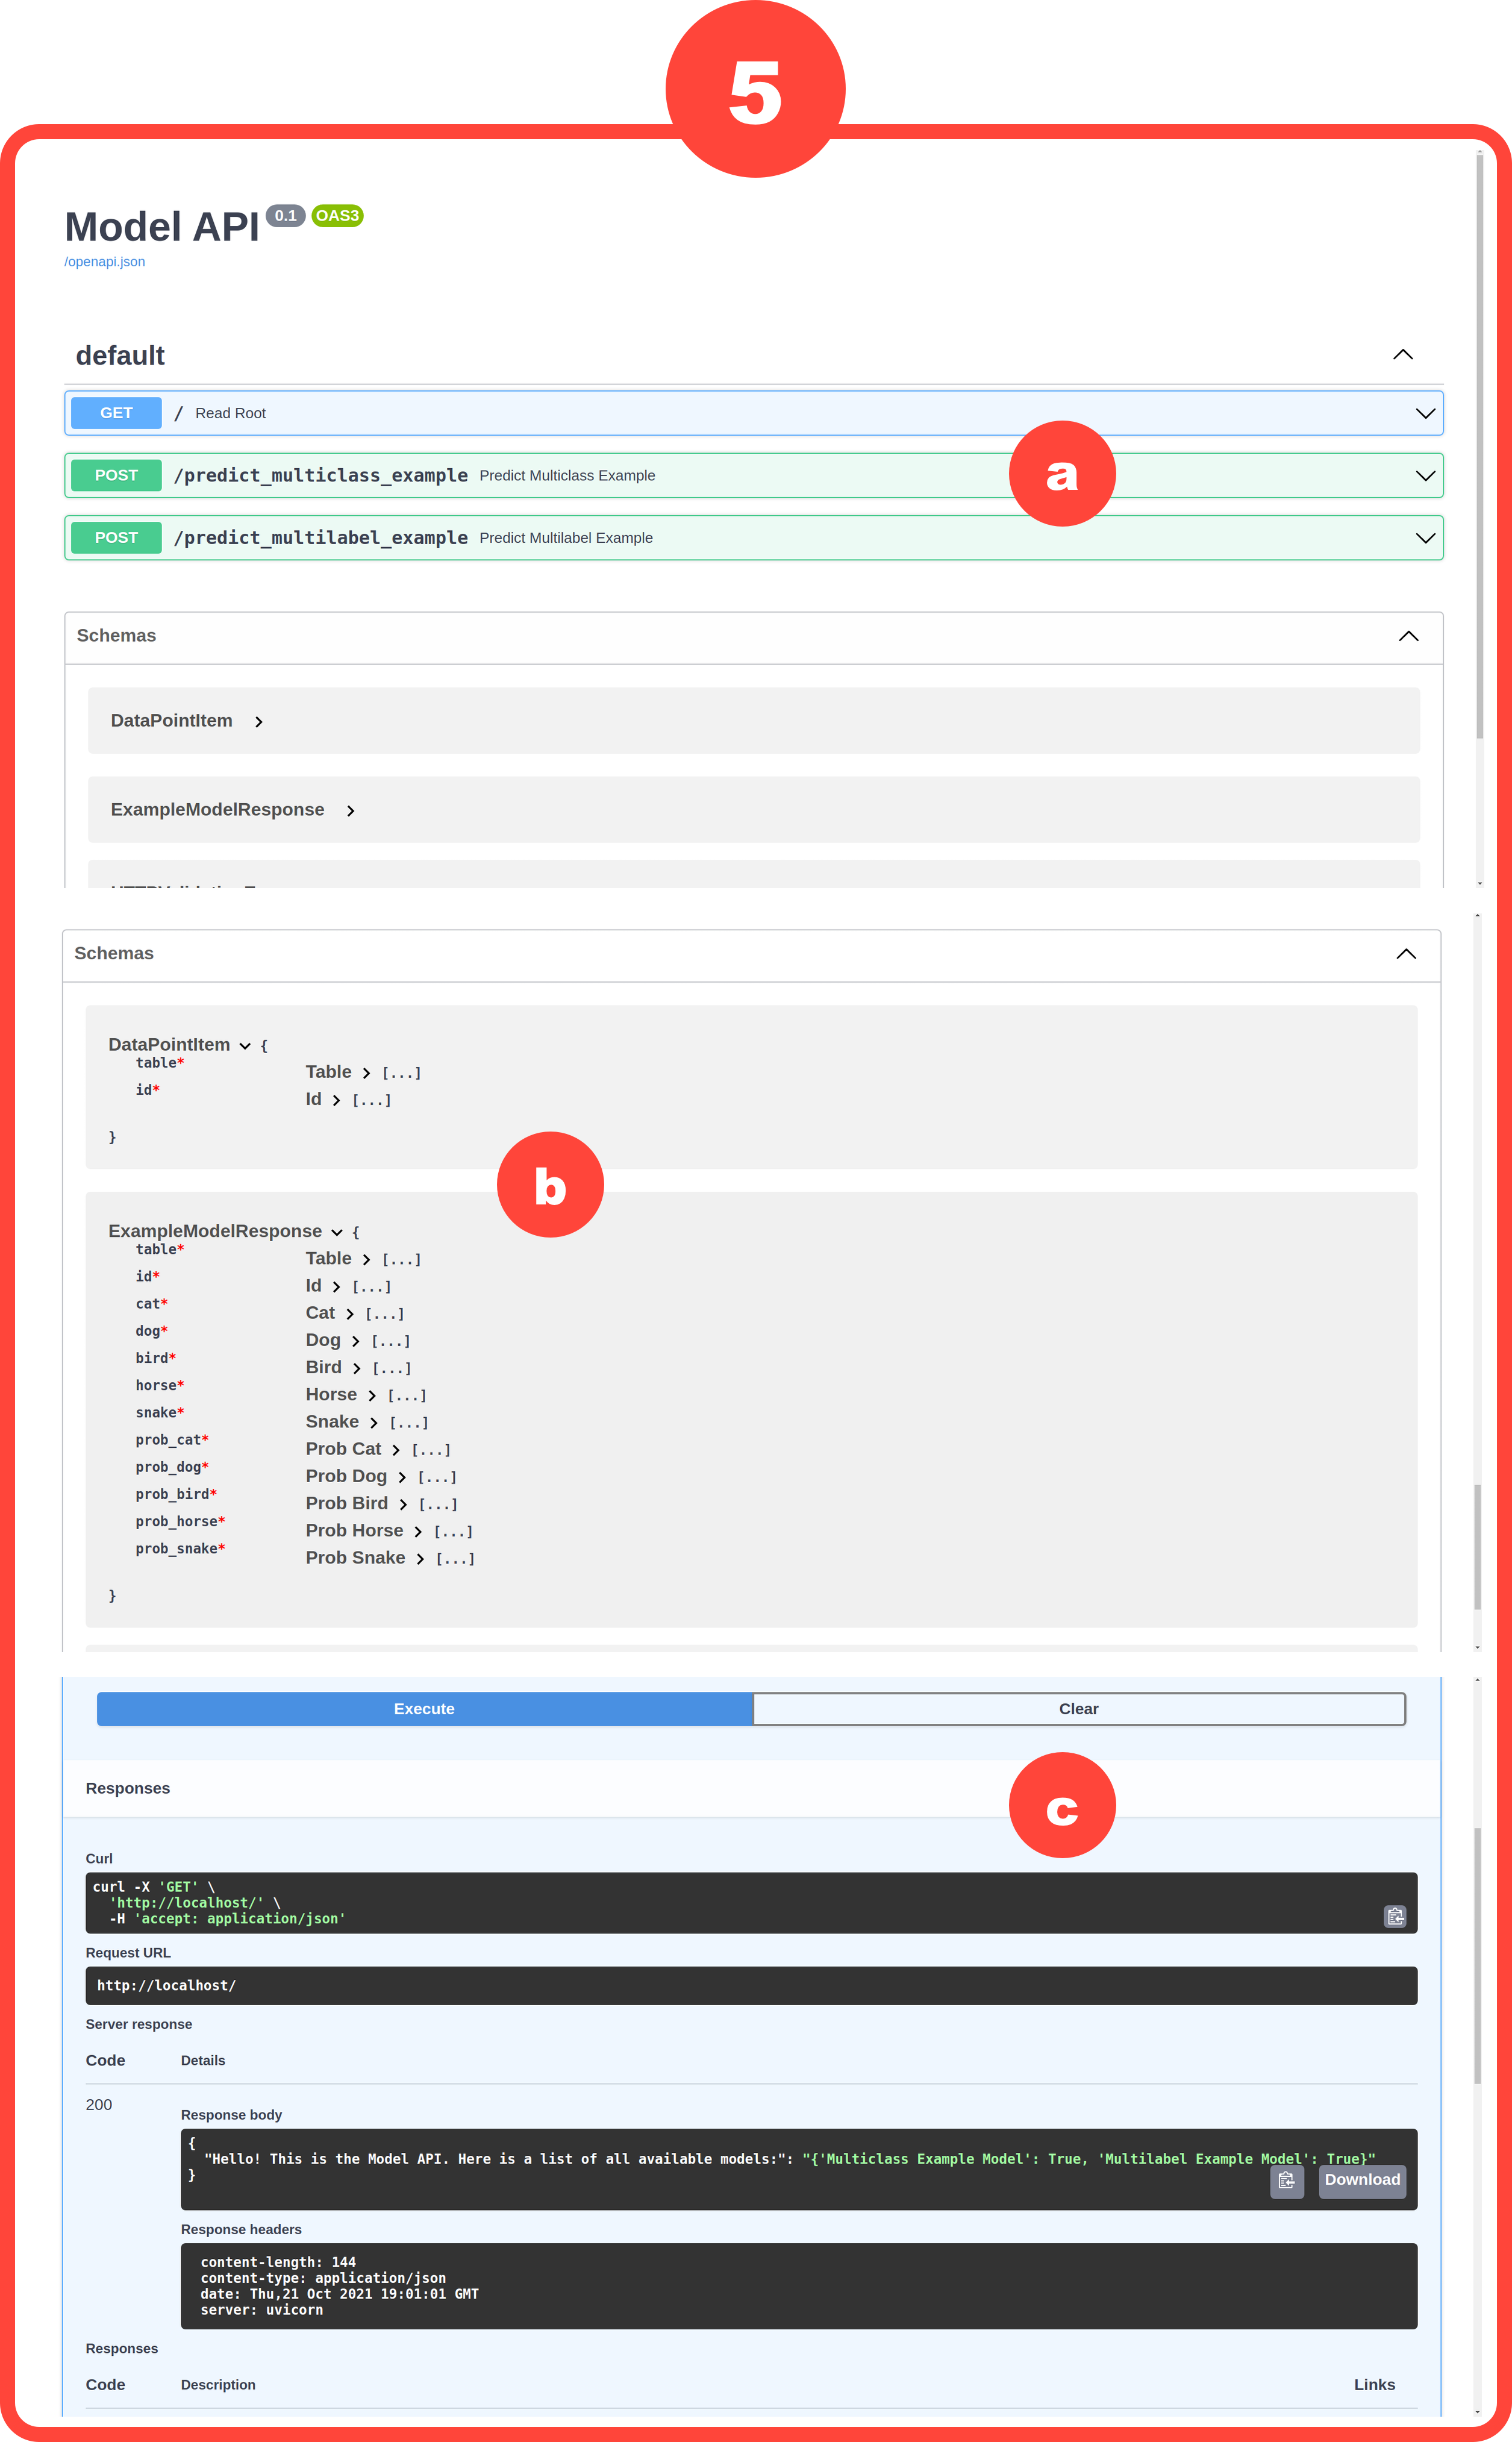 5
Model API 0.1 OAS3
/openapi.json
default
GET / Read Root
a
POST /predict_multiclass_example Predict Multiclass Example
POST /predict_multilabel_example Predict Multilabel Example
Schemas
DataPointItem
ExampleModelResponse
Schemas
DataPointItem {
table* Table [...]
id* Id [...]
}
b
ExampleModelResponse {
table* Table [...]
id* Id [...]
cat* Cat [...]
dog* Dog [...]
bird* Bird [...]
horse* Horse [...]
snake* Snake [...]
prob_cat* Prob Cat [...]
prob_dog* Prob Dog [...]
prob_bird* Prob Bird [...]
prob_horse* Prob Horse [...]
prob_snake* Prob Snake [...]
}
Execute Clear
Responses
c
Curl
curl -X 'GET' \
'http://localhost/' \
-H 'accept: application/json'
Request URL
http://localhost/
Server response
Code Details
200
Response body
{
"Hello! This is the Model API. Here is a list of all available models:": "{'Multiclass Example Model': True, 'Multilabel Example Model': True}"
}
Download
Response headers
content-length: 144
content-type: application/json
date: Thu,21 Oct 2021 19:01:01 GMT
server: uvicorn
Responses
Code Description Links